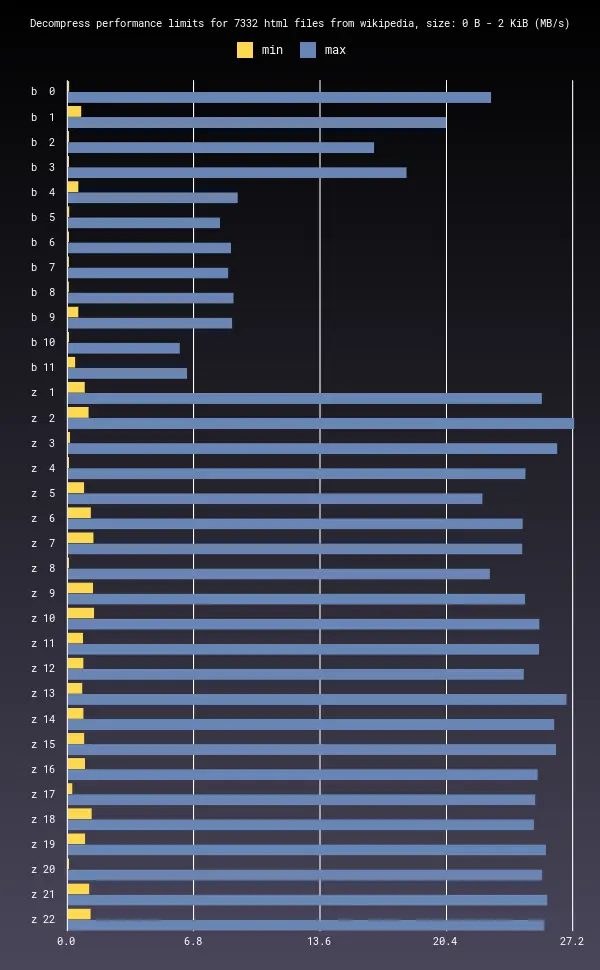 Decompress performance limits for 7332 html files from wikipedia, size: 0 B - 2 KiB (MB/s)
min max
b 0
b 1
b 2
b 3
b 4
b 5
b 6
b 7
b 8
b 9
b 10
b 11
z 1
z 2
z 3
z 4
z 5
z 6
z 7
z 8
z 9
z 10
z 11
z 12
z 13
z 14
z 15
z 16
z 17
z 18
z 19
z 20
z 21
z 22
0.0 6.8 13.6 20.4 27.2